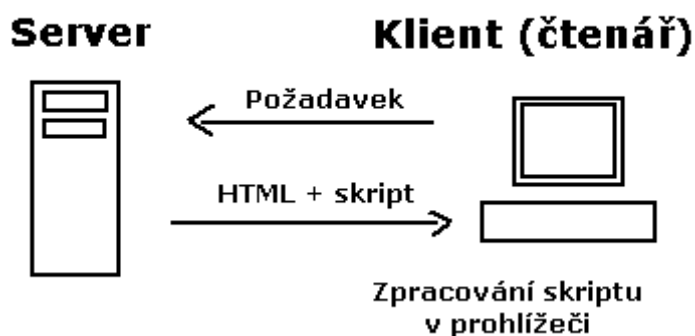 Server
Klient (čtenář)
Požadavek
HTML + skript
Zpracování skriptu
v prohlížeči